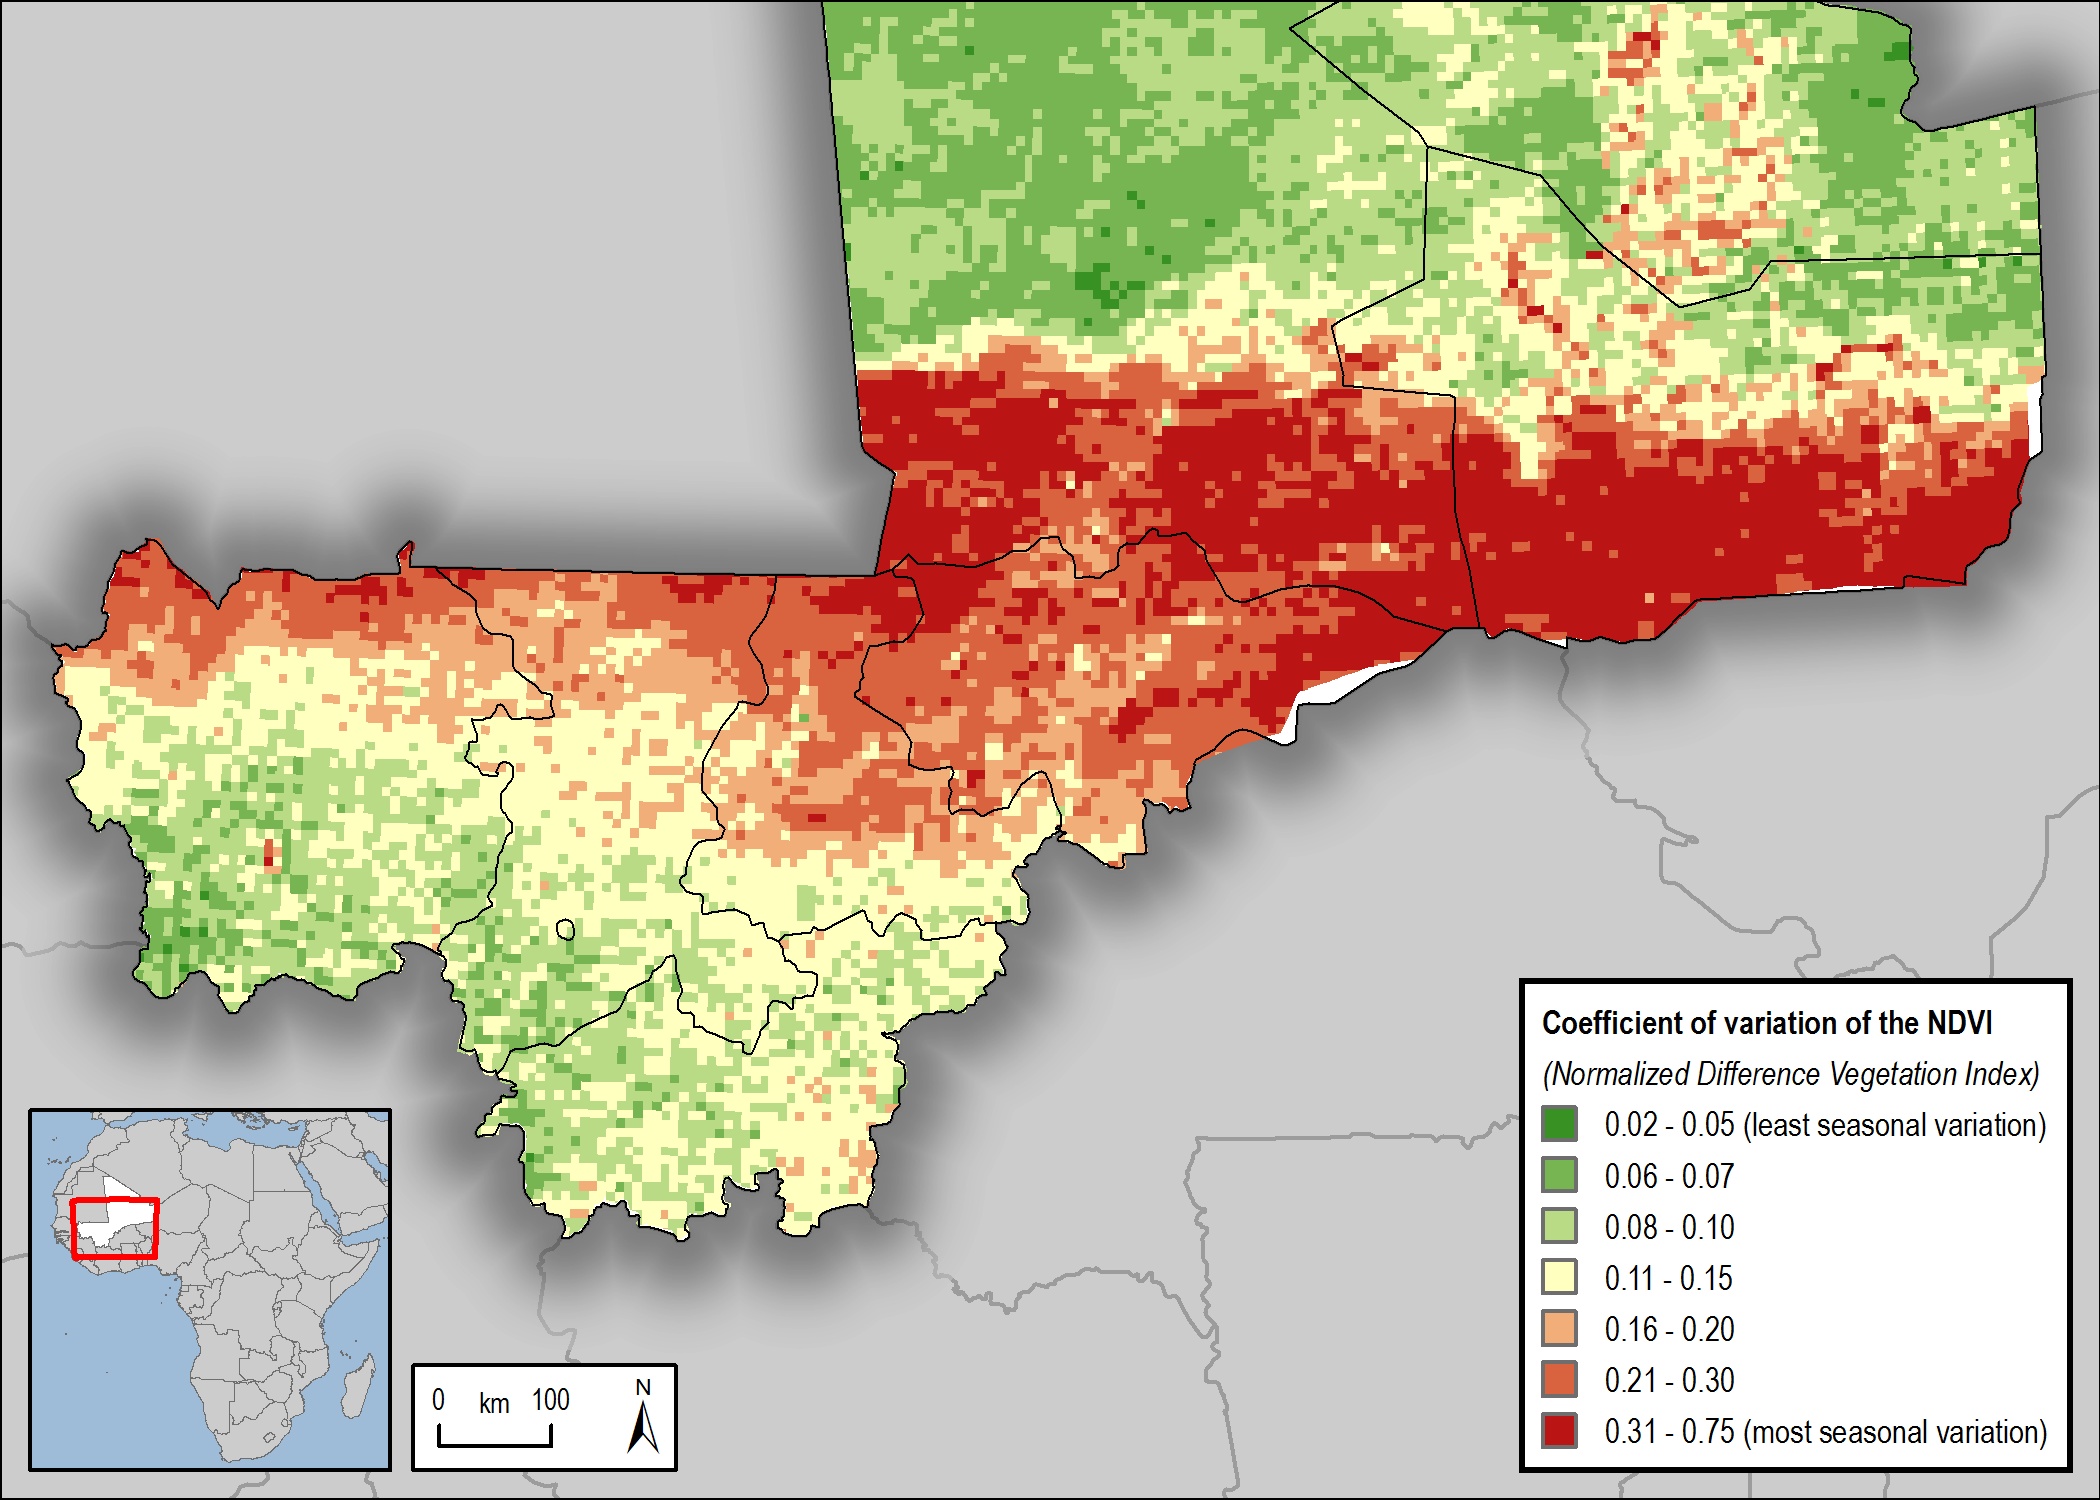 Coefficient of variation of the NDVI
(Normalized Difference Vegetation Index)
0.02 - 0.05 (least seasonal variation)
0.06 - 0.07
0.08 - 0.10
0.11 - 0.15
0.16 - 0.20
0.21 - 0.30
0.31 - 0.75 (most seasonal variation)
0 km 100
N